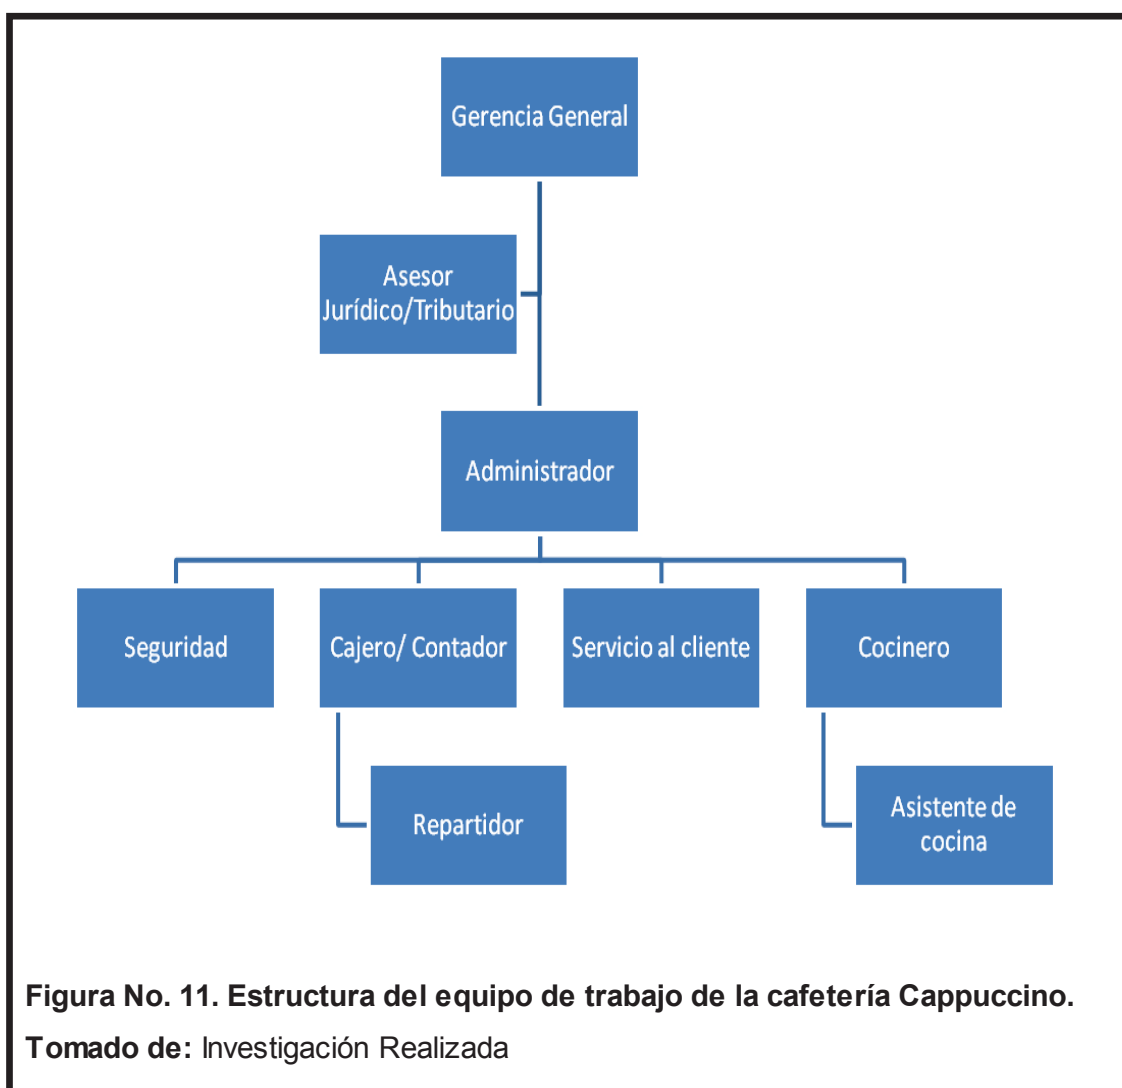 Gerencia General
Asesor
Jurídico/Tributario
Administrador
Seguridad
Cajero/ Contador
Servicio al cliente
Cocinero
Repartidor
Asistente de
cocina
Figura No. 11. Estructura del equipo de trabajo de la cafetería Cappuccino.
Tomado de: Investigación Realizada